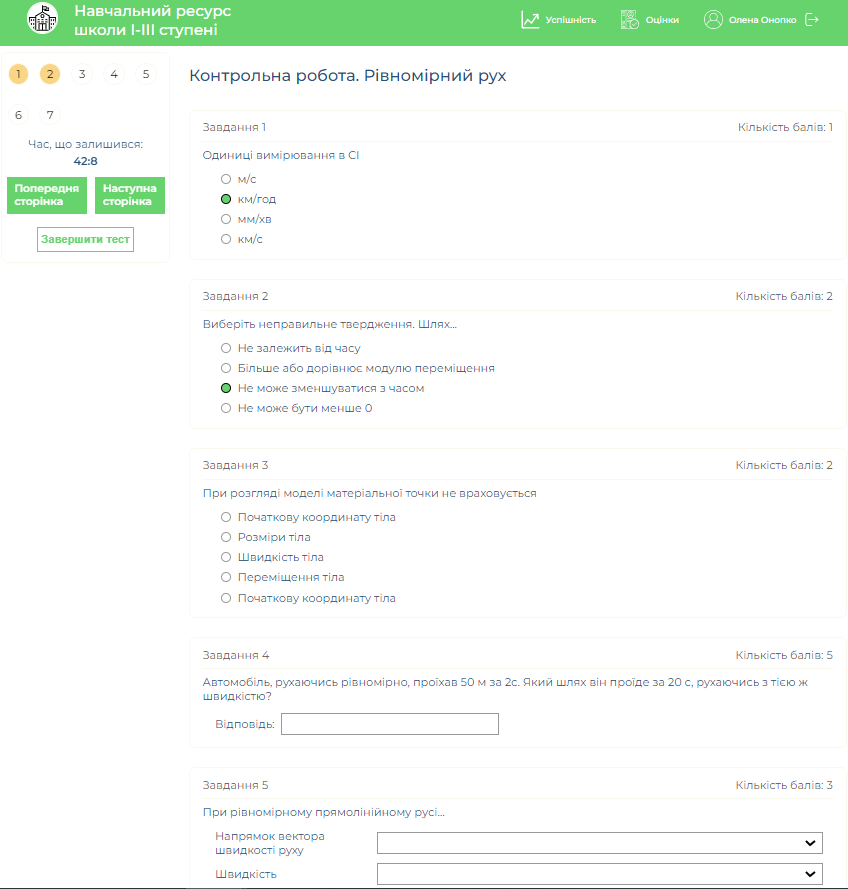 Навчальний ресурс
школи I-III ступені
Успішність
Оцінки
Олена Онопко
1 2 3 4 5
6 7
Час, що залишився:
42:8
Попередня сторінка
Наступна сторінка
Завершити тест
Контрольна робота. Рівномірний рух
Завдання 1
Кількість балів: 1
Одиниці вимірювання в СІ
м/с
км/год
мм/хв
км/с
Завдання 2
Кількість балів: 2
Виберіть неправильне твердження. Шлях...
Не залежить від часу
Більше або дорівнює модулю переміщення
Не може зменшуватися з часом
Не може бути менше 0
Завдання 3
Кількість балів: 2
При розгляді моделі матеріальної точки не враховується
Початкову координату тіла
Розміри тіла
Швидкість тіла
Переміщення тіла
Початкову координату тіла
Завдання 4
Кількість балів: 5
Автомобіль, рухаючись рівномірно, проїхав 50 м за 2с. Який шлях він проїде за 20 с, рухаючись з тією ж
швидкістю?
Відповідь:
Завдання 5
Кількість балів: 3
При рівномірному прямолінійному русі...
Напрямок вектора
швидкості руху
Швидкість